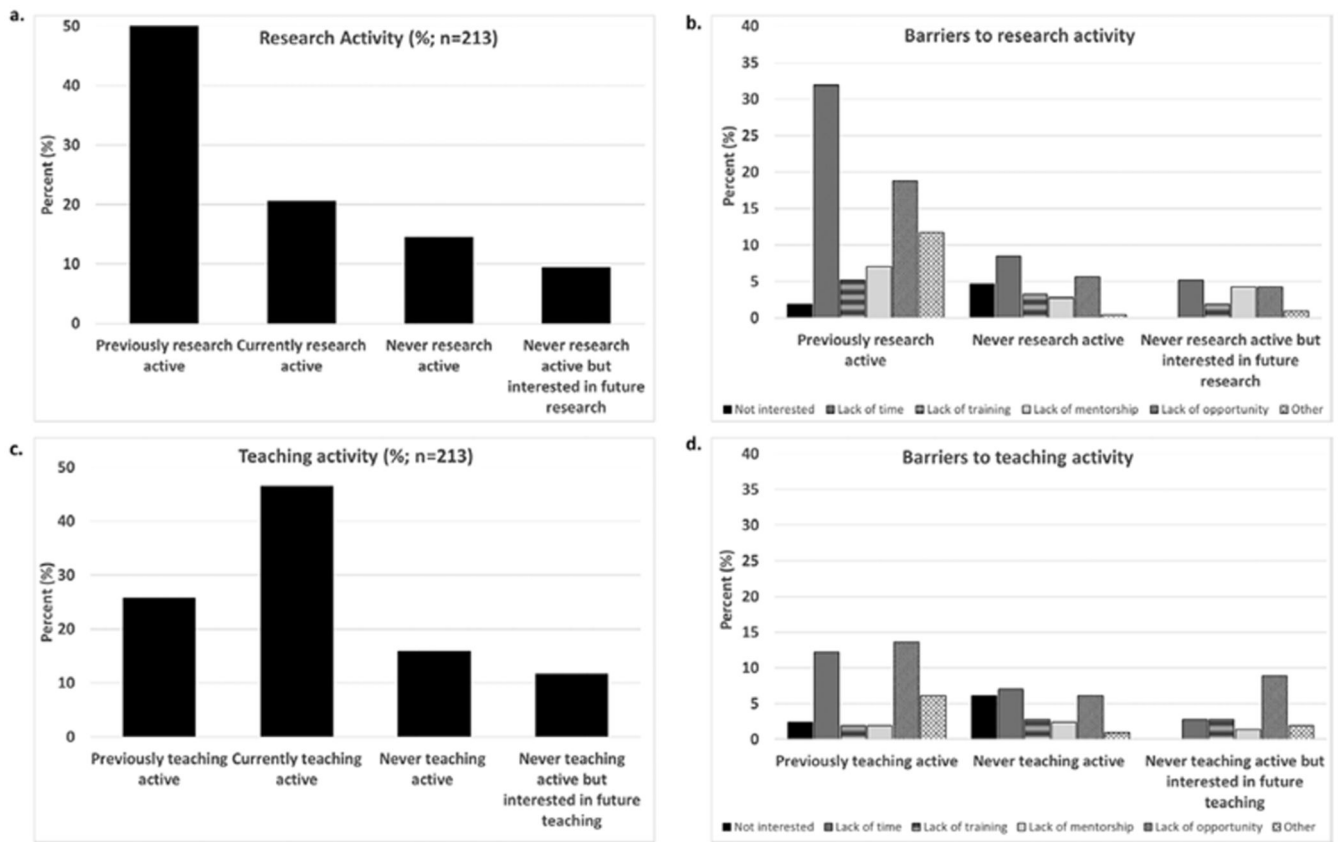 a.
Research Activity (%; n=213)
Percent (%)
50
40
30
20
10
0
Previously research active
Currently research active
Never research active
Never research active but interested in future research
b.
Barriers to research activity
Percent (%)
40
35
30
25
20
15
10
5
0
Previously research active
Never research active
Never research active but interested in future research
Not interested Lack of time Lack of training Lack of mentorship Lack of opportunity Other
c.
Teaching activity (%; n=213)
Percent (%)
50
40
30
20
10
0
Previously teaching active
Currently teaching active
Never teaching active
Never teaching active but interested in future teaching
d.
Barriers to teaching activity
Percent (%)
40
35
30
25
20
15
10
5
0
Previously teaching active
Never teaching active
Never teaching active but interested in future teaching
Not interested Lack of time Lack of training Lack of mentorship Lack of opportunity Other